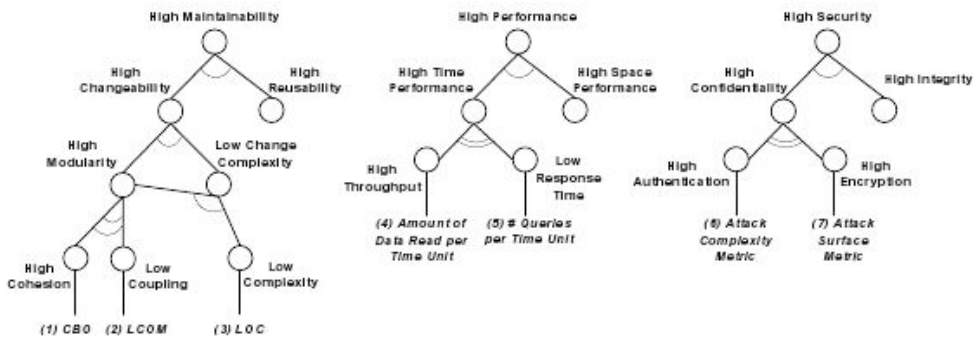 High Maintainability
High
Changeability
High
Reusability
High
Modularity
Low Change
Complexity
High
Cohesion
Low
Coupling
Low
Complexity
(1) CBO
(2) LCOM
(3) LOC
High Performance
High Time
Performance
High Space
Performance
High
Throughput
Low
Response
Time
(4) Amount of
Data Read per
Time Unit
(5) # Queries
per Time Unit
High Security
High
Confidentiality
High Integrity
High
Authentication
High
Encryption
(6) Attack
Complexity
Metric
(7) Attack
Surface
Metric